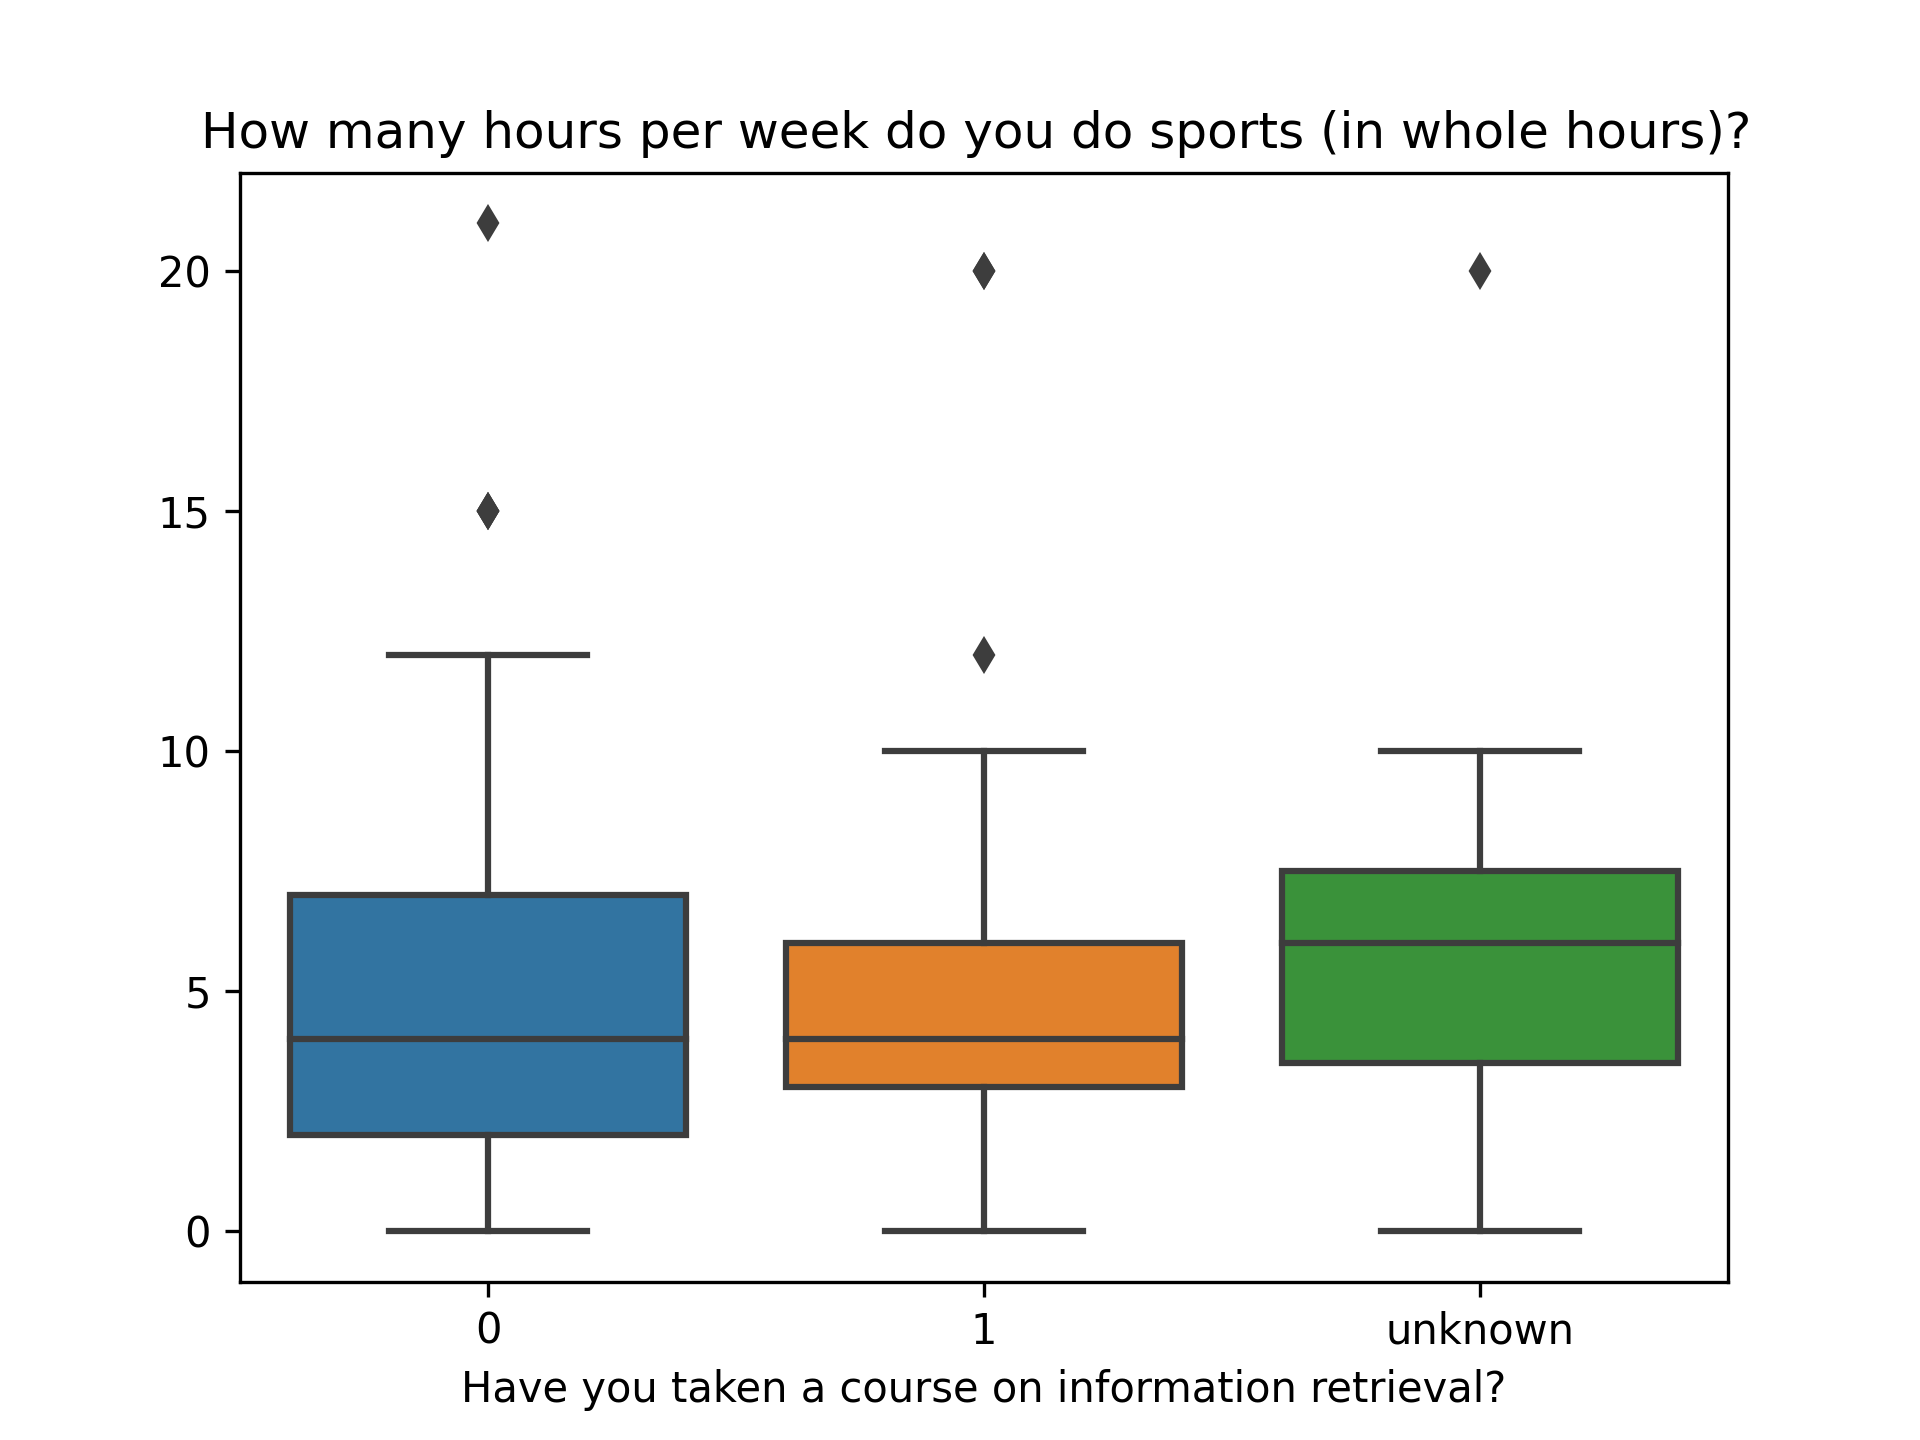 How many hours per week do you do sports (in whole hours)?
20
15
10
5
0
0 1 unknown
Have you taken a course on information retrieval?